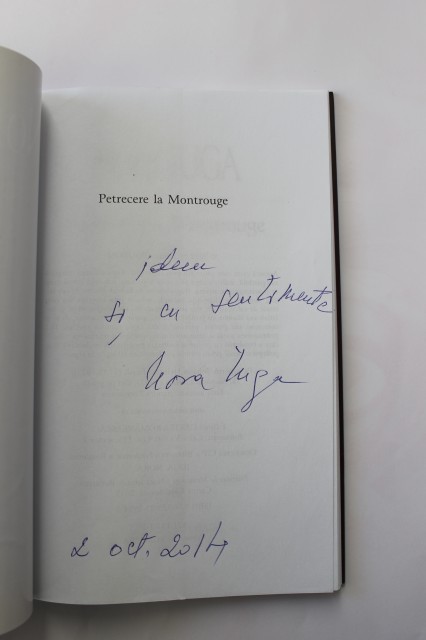 Petrecere la Montrouge
idem
și cu sentimente
Nora Iuga
2 oct. 2014